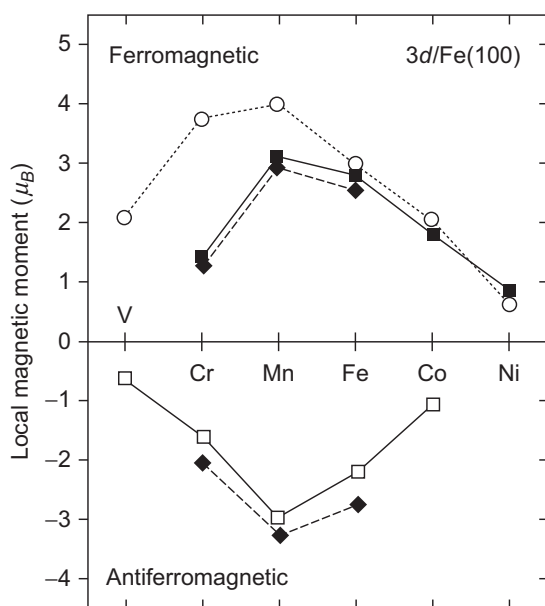 Ferromagnetic 3d/Fe(100)
Local magnetic moment (μB)
5
4
3
2
1
0
−1
−2
−3
−4
V
Cr Mn Fe Co Ni
Antiferromagnetic